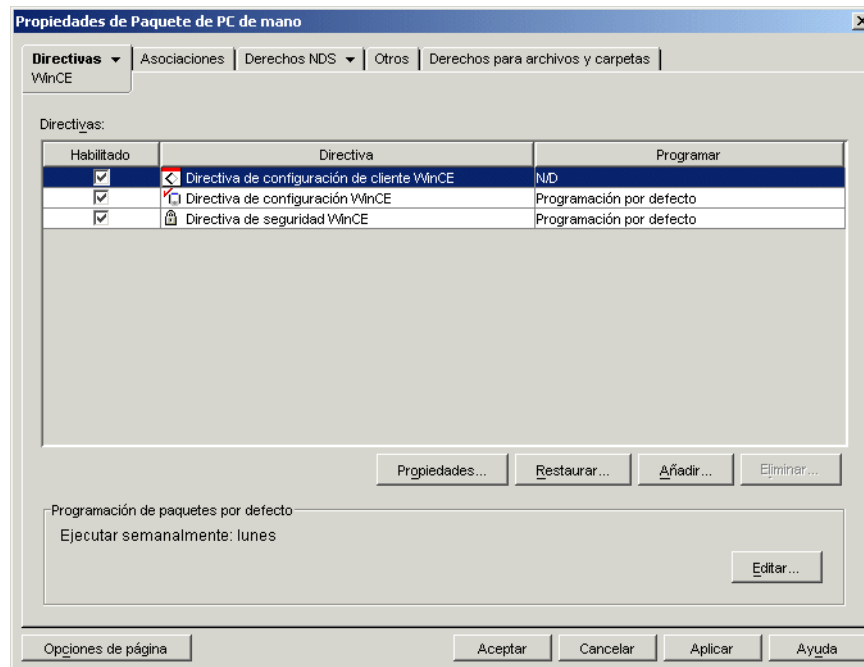 Propiedades de Paquete de PC de mano
Directivas Asociaciones Derechos NDS Otros Derechos para archivos y carpetas
WinCE
Directivas:
Habilitado Directiva Programar
Directiva de configuración de cliente WinCE N/D
Directiva de configuración WinCE Programación por defecto
Directiva de seguridad WinCE Programación por defecto
Propiedades... Restaurar... Añadir... Eliminar...
Programación de paquetes por defecto
Ejecutar semanalmente: lunes
Editar...
Opciones de página Aceptar Cancelar Aplicar Ayuda